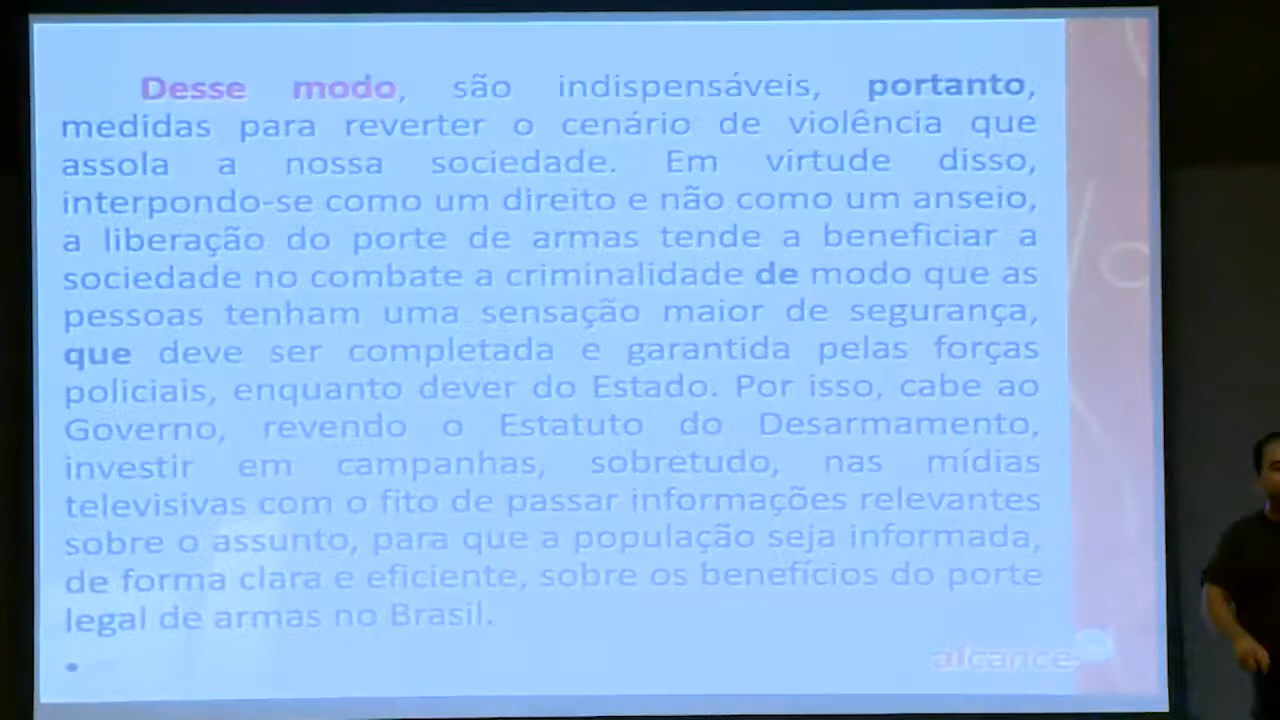 Desse modo, são indispensáveis, portanto,
medidas para reverter o cenário de violência que
assola a nossa sociedade. Em virtude disso,
interpondo-se como um direito e não como um anseio,
a liberação do porte de armas tende a beneficiar a
sociedade no combate a criminalidade de modo que as
pessoas tenham uma sensação maior de segurança,
que deve ser completada e garantida pelas forças
policiais, enquanto dever do Estado. Por isso, cabe ao
Governo, revendo o Estatuto do Desarmamento,
investir em campanhas, sobretudo, nas mídias
televisivas com o fito de passar informações relevantes
sobre o assunto, para que a população seja informada,
de forma clara e eficiente, sobre os benefícios do porte
legal de armas no Brasil.
•
alcance